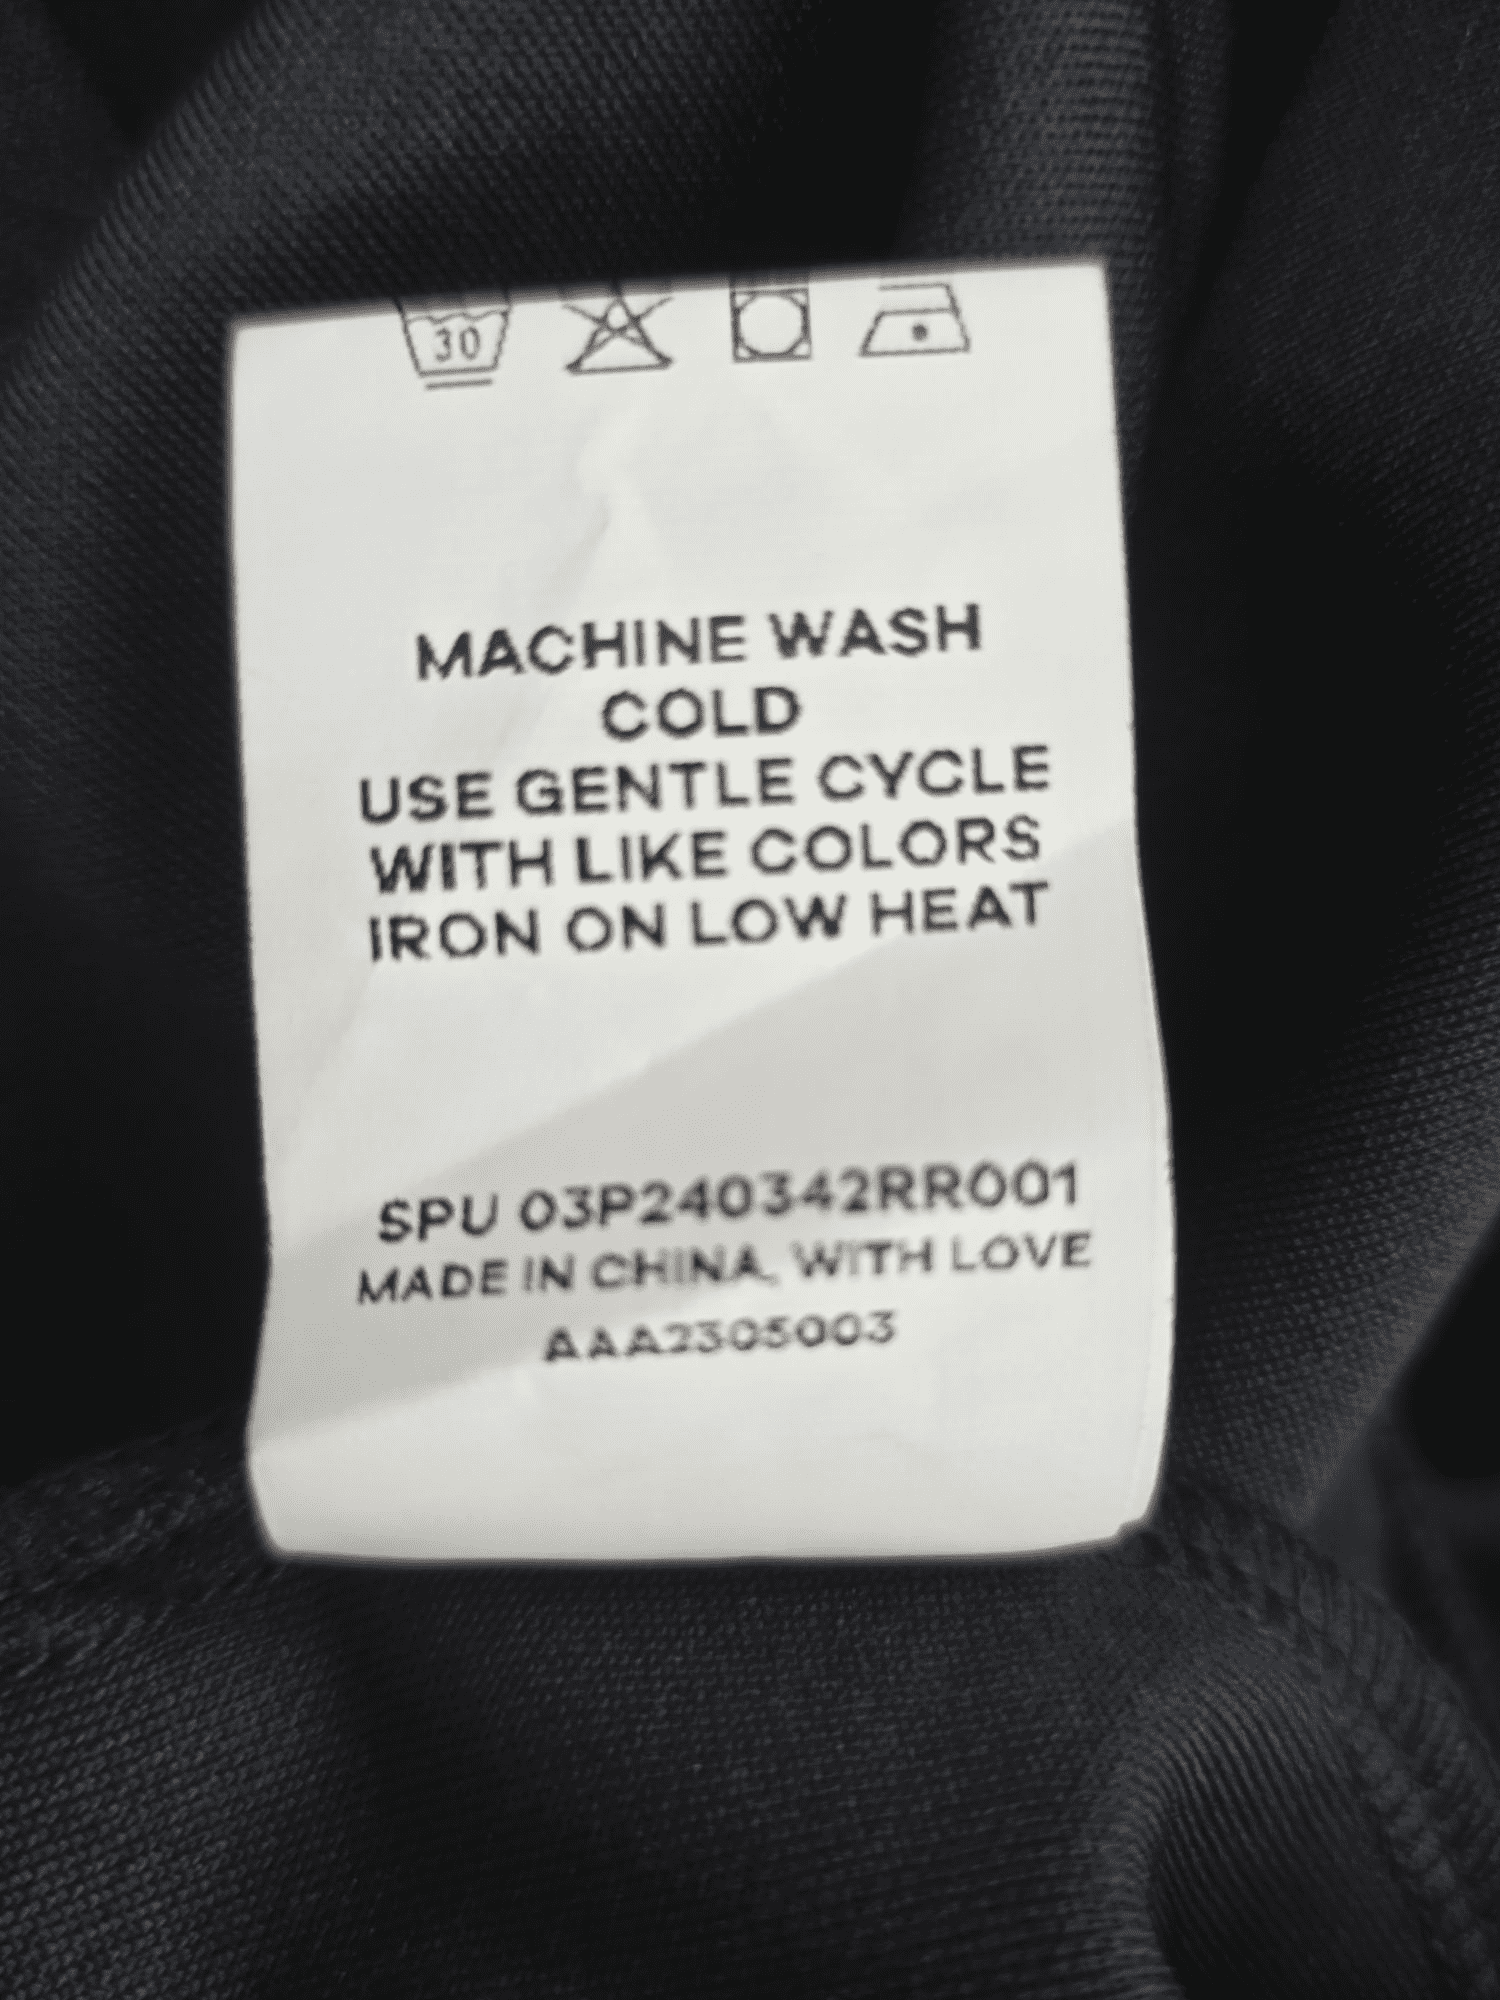 30
MACHINE WASH
COLD
USE GENTLE CYCLE
WITH LIKE COLORS
IRON ON LOW HEAT
SPU 03P240342RR001
MADE IN CHINA, WITH LOVE
AAA2305003